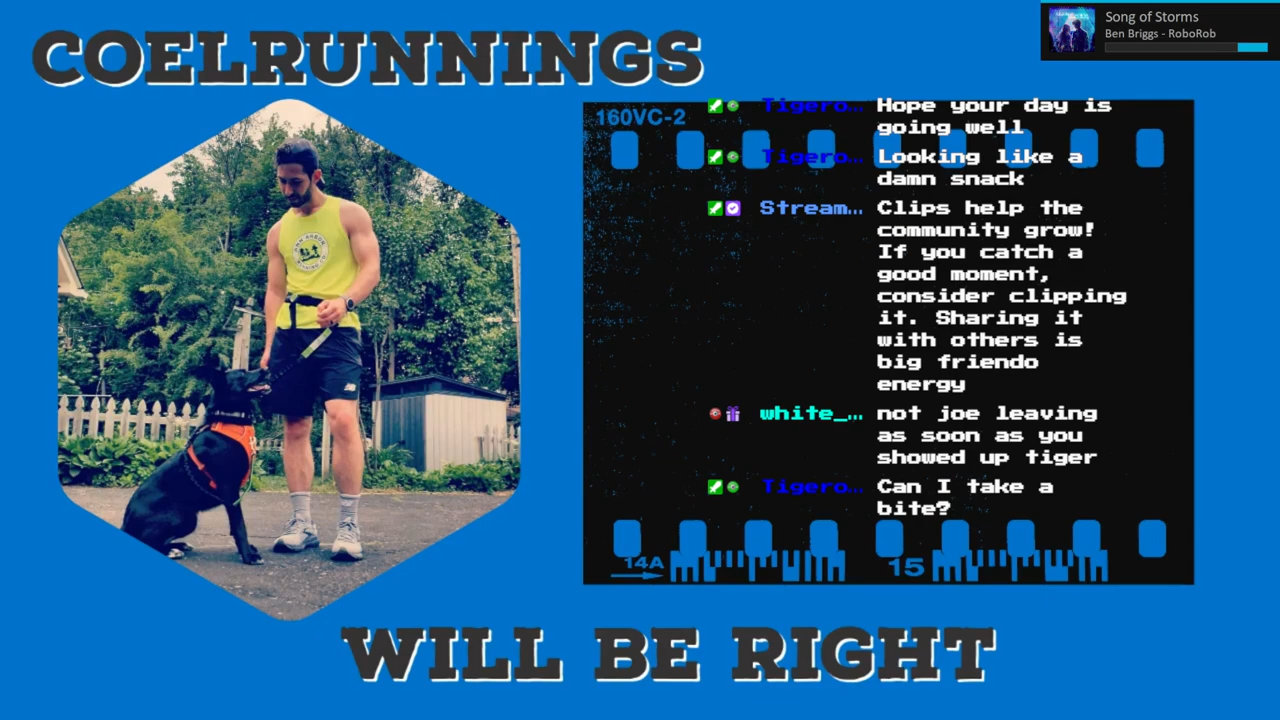 COELRUNNINGS
Song of Storms
Ben Briggs - RoboRob
160VC-2
Tigero... Hope your day is
going well
Tigero... Looking like a
damn snack
Stream... Clips help the
community grow!
If you catch a
good moment,
consider clipping
it. Sharing it
with others is
big friendo
energy
white_... not joe leaving
as soon as you
showed up tiger
Tigero... Can I take a
bite?
14A
15
WILL BE RIGHT